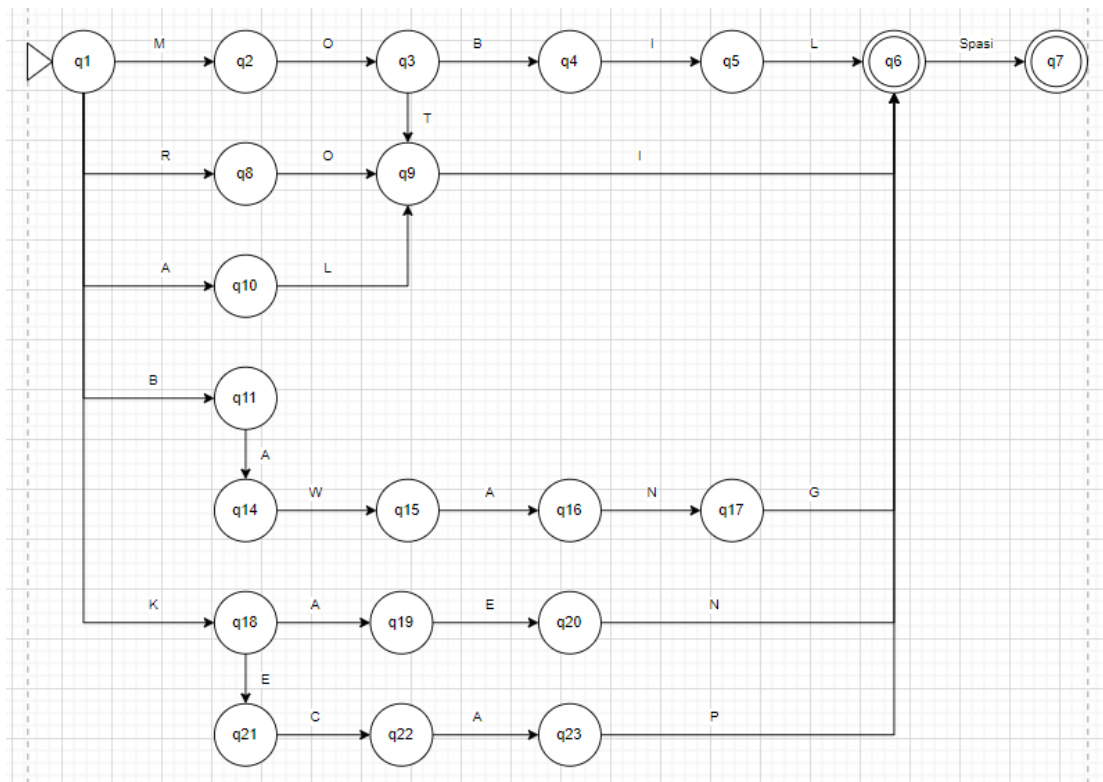 M O B I L Spasi
q1 q2 q3 q4 q5 q6 q7
T
R O I
q8 q9
A L
q10
B
q11
A
W A N G
q14 q15 q16 q17
K A E N
q18 q19 q20
E
C A P
q21 q22 q23